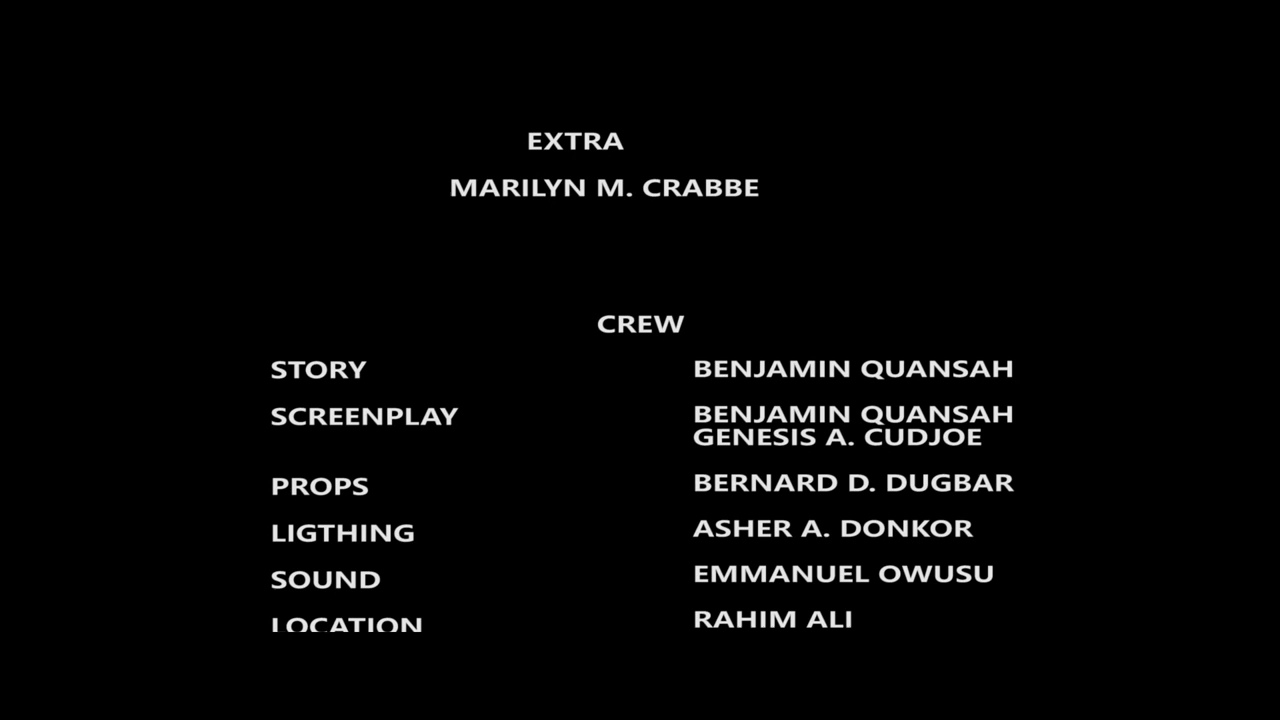 EXTRA
MARILYN M. CRABBE
CREW
STORY BENJAMIN QUANSAH
SCREENPLAY BENJAMIN QUANSAH
GENESIS A. CUDJOE
PROPS BERNARD D. DUGBAR
LIGTHING ASHER A. DONKOR
SOUND EMMANUEL OWUSU
LOCATION RAHIM ALI